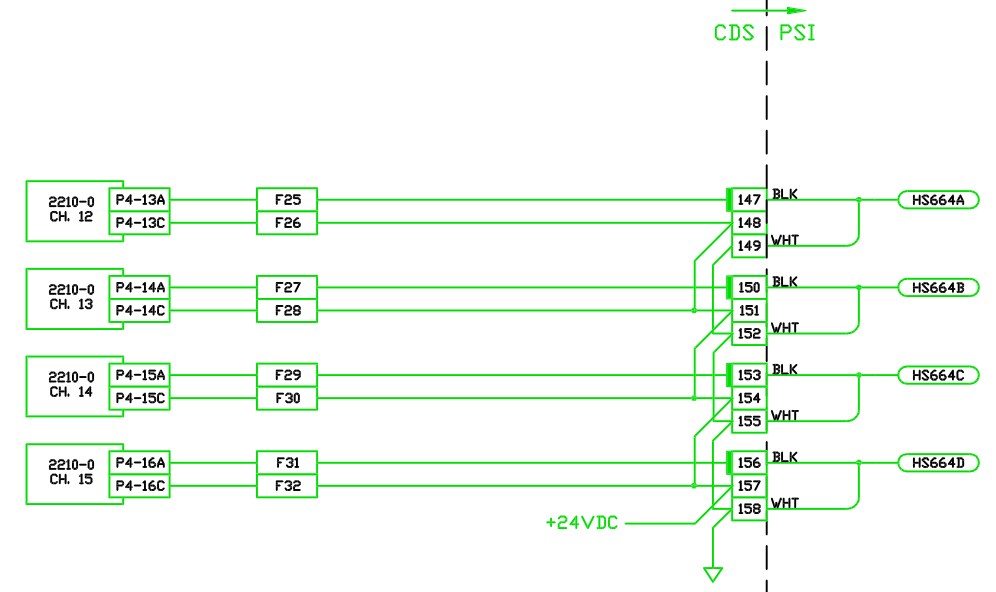 CDS PSI
2210-0
CH. 12
P4-13A
P4-13C
F25
F26
147
148
149
BLK
WHT
HS664A
2210-0
CH. 13
P4-14A
P4-14C
F27
F28
150
151
152
BLK
WHT
HS664B
2210-0
CH. 14
P4-15A
P4-15C
F29
F30
153
154
155
BLK
WHT
HS664C
2210-0
CH. 15
P4-16A
P4-16C
F31
F32
156
157
158
BLK
WHT
HS664D
+24VDC